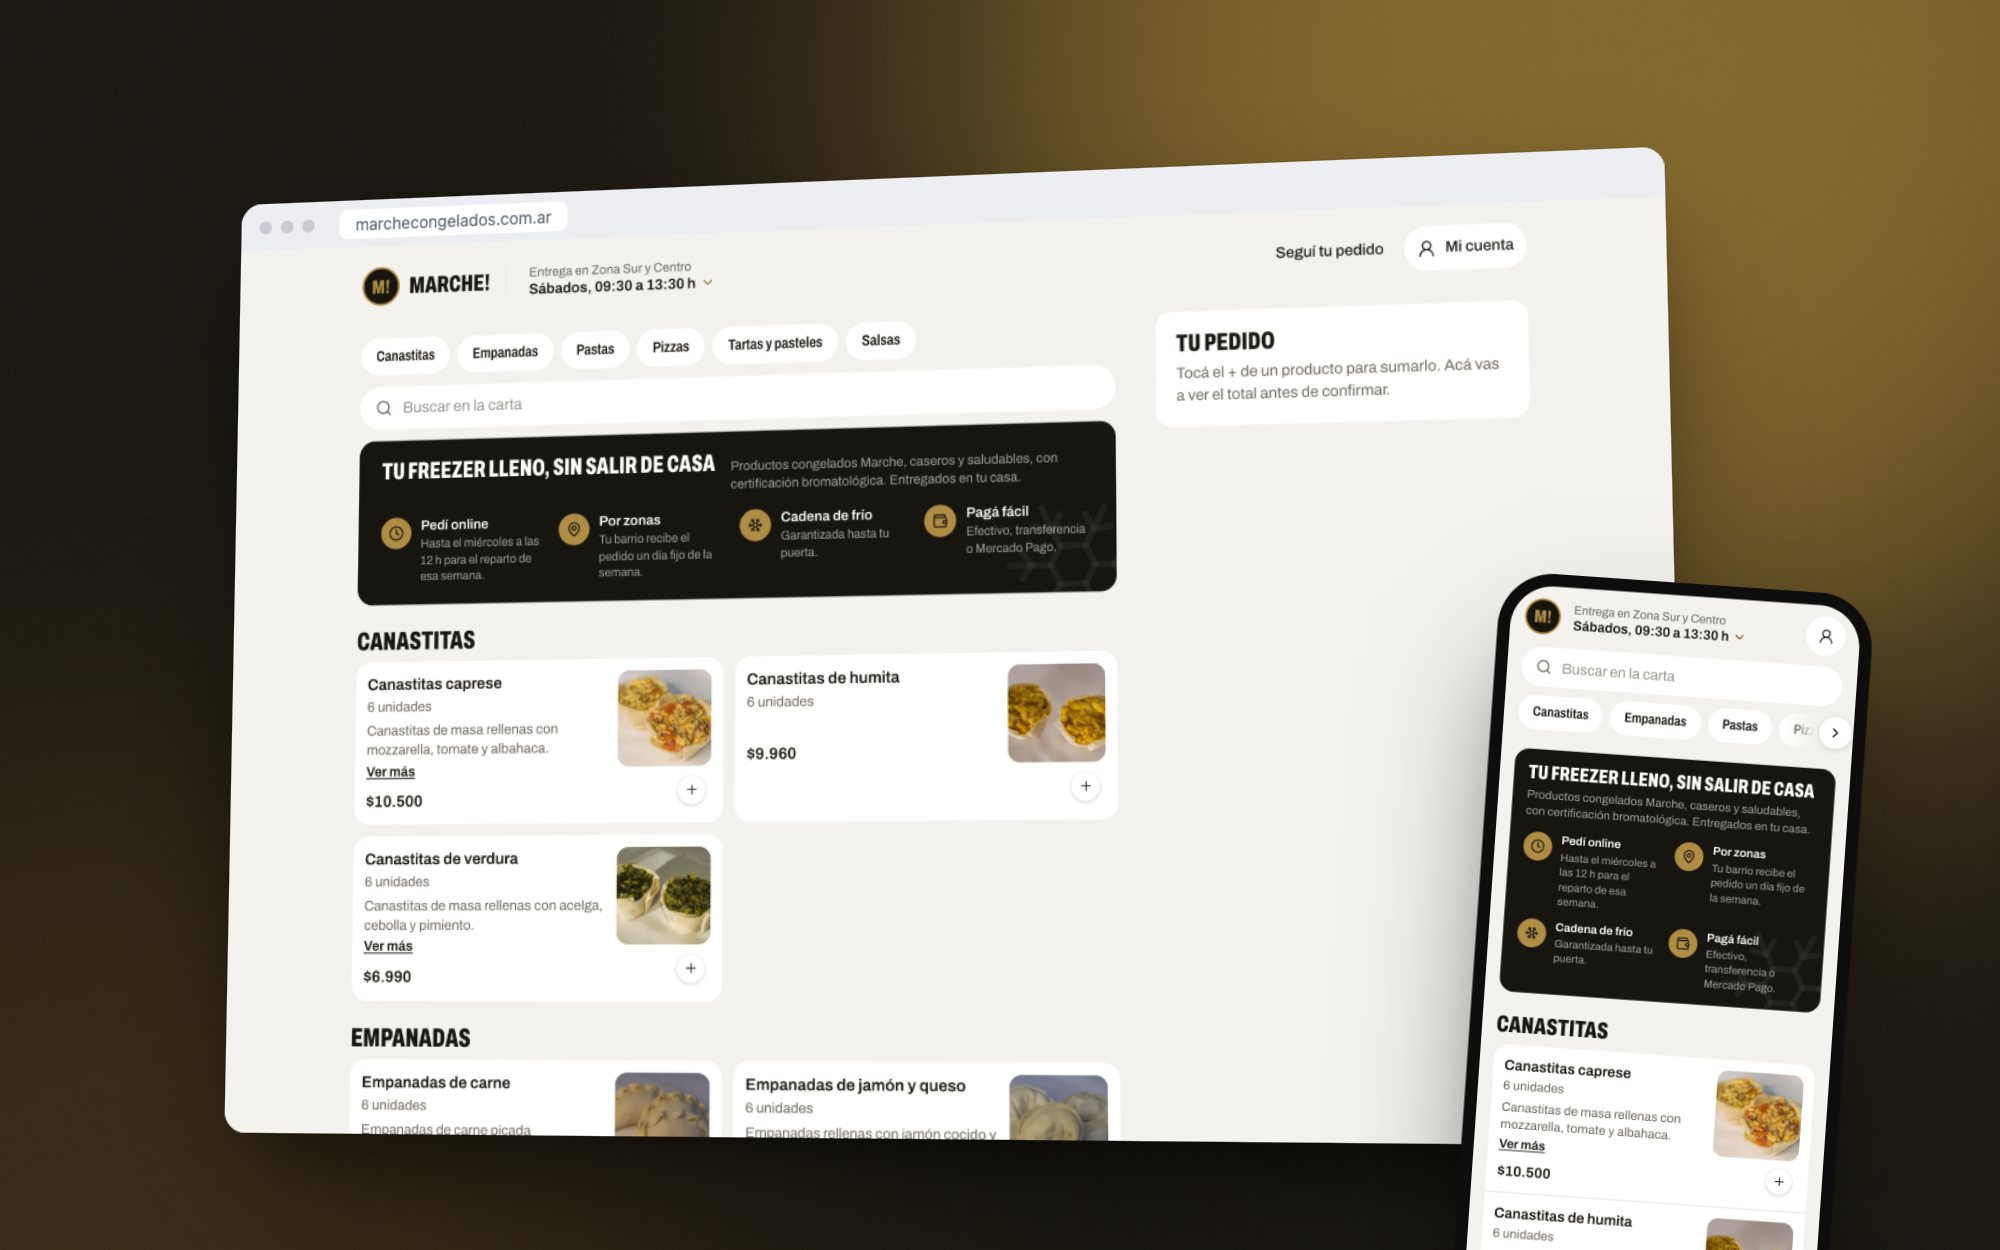 marchecongelados.com.ar
M!
MARCHE!
Entrega en Zona Sur y Centro
Sábados, 09:30 a 13:30 h
Seguí tu pedido
Mi cuenta
Canastitas
Empanadas
Pastas
Pizzas
Tartas y pasteles
Salsas
Buscar en la carta
TU PEDIDO
Tocá el + de un producto para sumarlo. Acá vas
a ver el total antes de confirmar.
TU FREEZER LLENO, SIN SALIR DE CASA
Productos congelados Marche, caseros y saludables, con
certificación bromatológica. Entregados en tu casa.
Pedí online
Hasta el miércoles a las
12 h para el reparto de
esa semana.
Por zonas
Tu barrio recibe el
pedido un día fijo de la
semana.
Cadena de frío
Garantizada hasta tu
puerta.
Pagá fácil
Efectivo, transferencia
o Mercado Pago.
CANASTITAS
Canastitas caprese
6 unidades
Canastitas de masa rellenas con
mozzarella, tomate y albahaca.
Ver más
$10.500
+
Canastitas de humita
6 unidades
$9.960
+
Canastitas de verdura
6 unidades
Canastitas de masa rellenas con acelga,
cebolla y pimiento.
Ver más
$6.990
+
EMPANADAS
Empanadas de carne
6 unidades
Empanadas de carne picada
Empanadas de jamón y queso
6 unidades
Empanadas rellenas con jamón cocido y
M!
Entrega en Zona Sur y Centro
Sábados, 09:30 a 13:30 h
Buscar en la carta
Canastitas
Empanadas
Pastas
Piz
TU FREEZER LLENO, SIN SALIR DE CASA
Productos congelados Marche, caseros y saludables,
con certificación bromatológica. Entregados en tu casa.
Pedí online
Hasta el miércoles a
las 12 h para el
reparto de esa
semana.
Por zonas
Tu barrio recibe el
pedido un día fijo de
la semana.
Cadena de frío
Garantizada hasta tu
puerta.
Pagá fácil
Efectivo,
transferencia o
Mercado Pago.
CANASTITAS
Canastitas caprese
6 unidades
Canastitas de masa rellenas con
mozzarella, tomate y albahaca.
Ver más
$10.500
+
Canastitas de humita
6 unidades